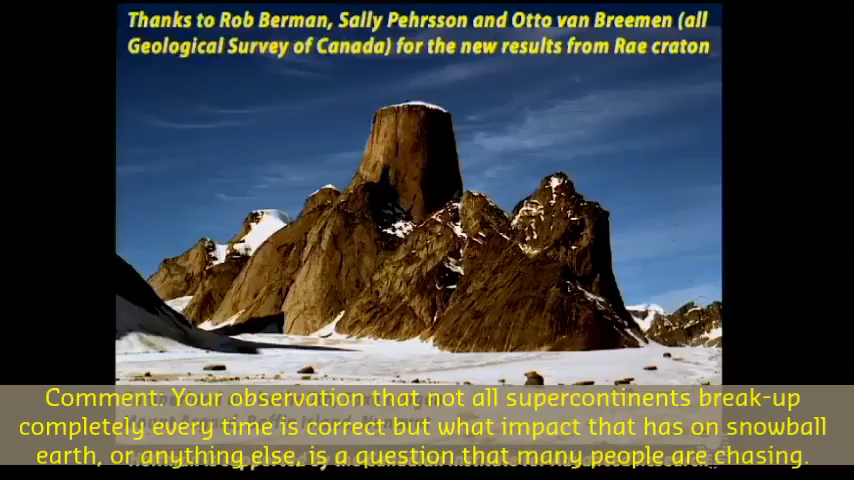 Thanks to Rob Berman, Sally Pehrsson and Otto van Breemen (all
Geological Survey of Canada) for the new results from Rae craton
Comment: Your observation that not all supercontinents break-up
completely every time is correct but what impact that has on snowball
earth, or anything else, is a question that many people are chasing.